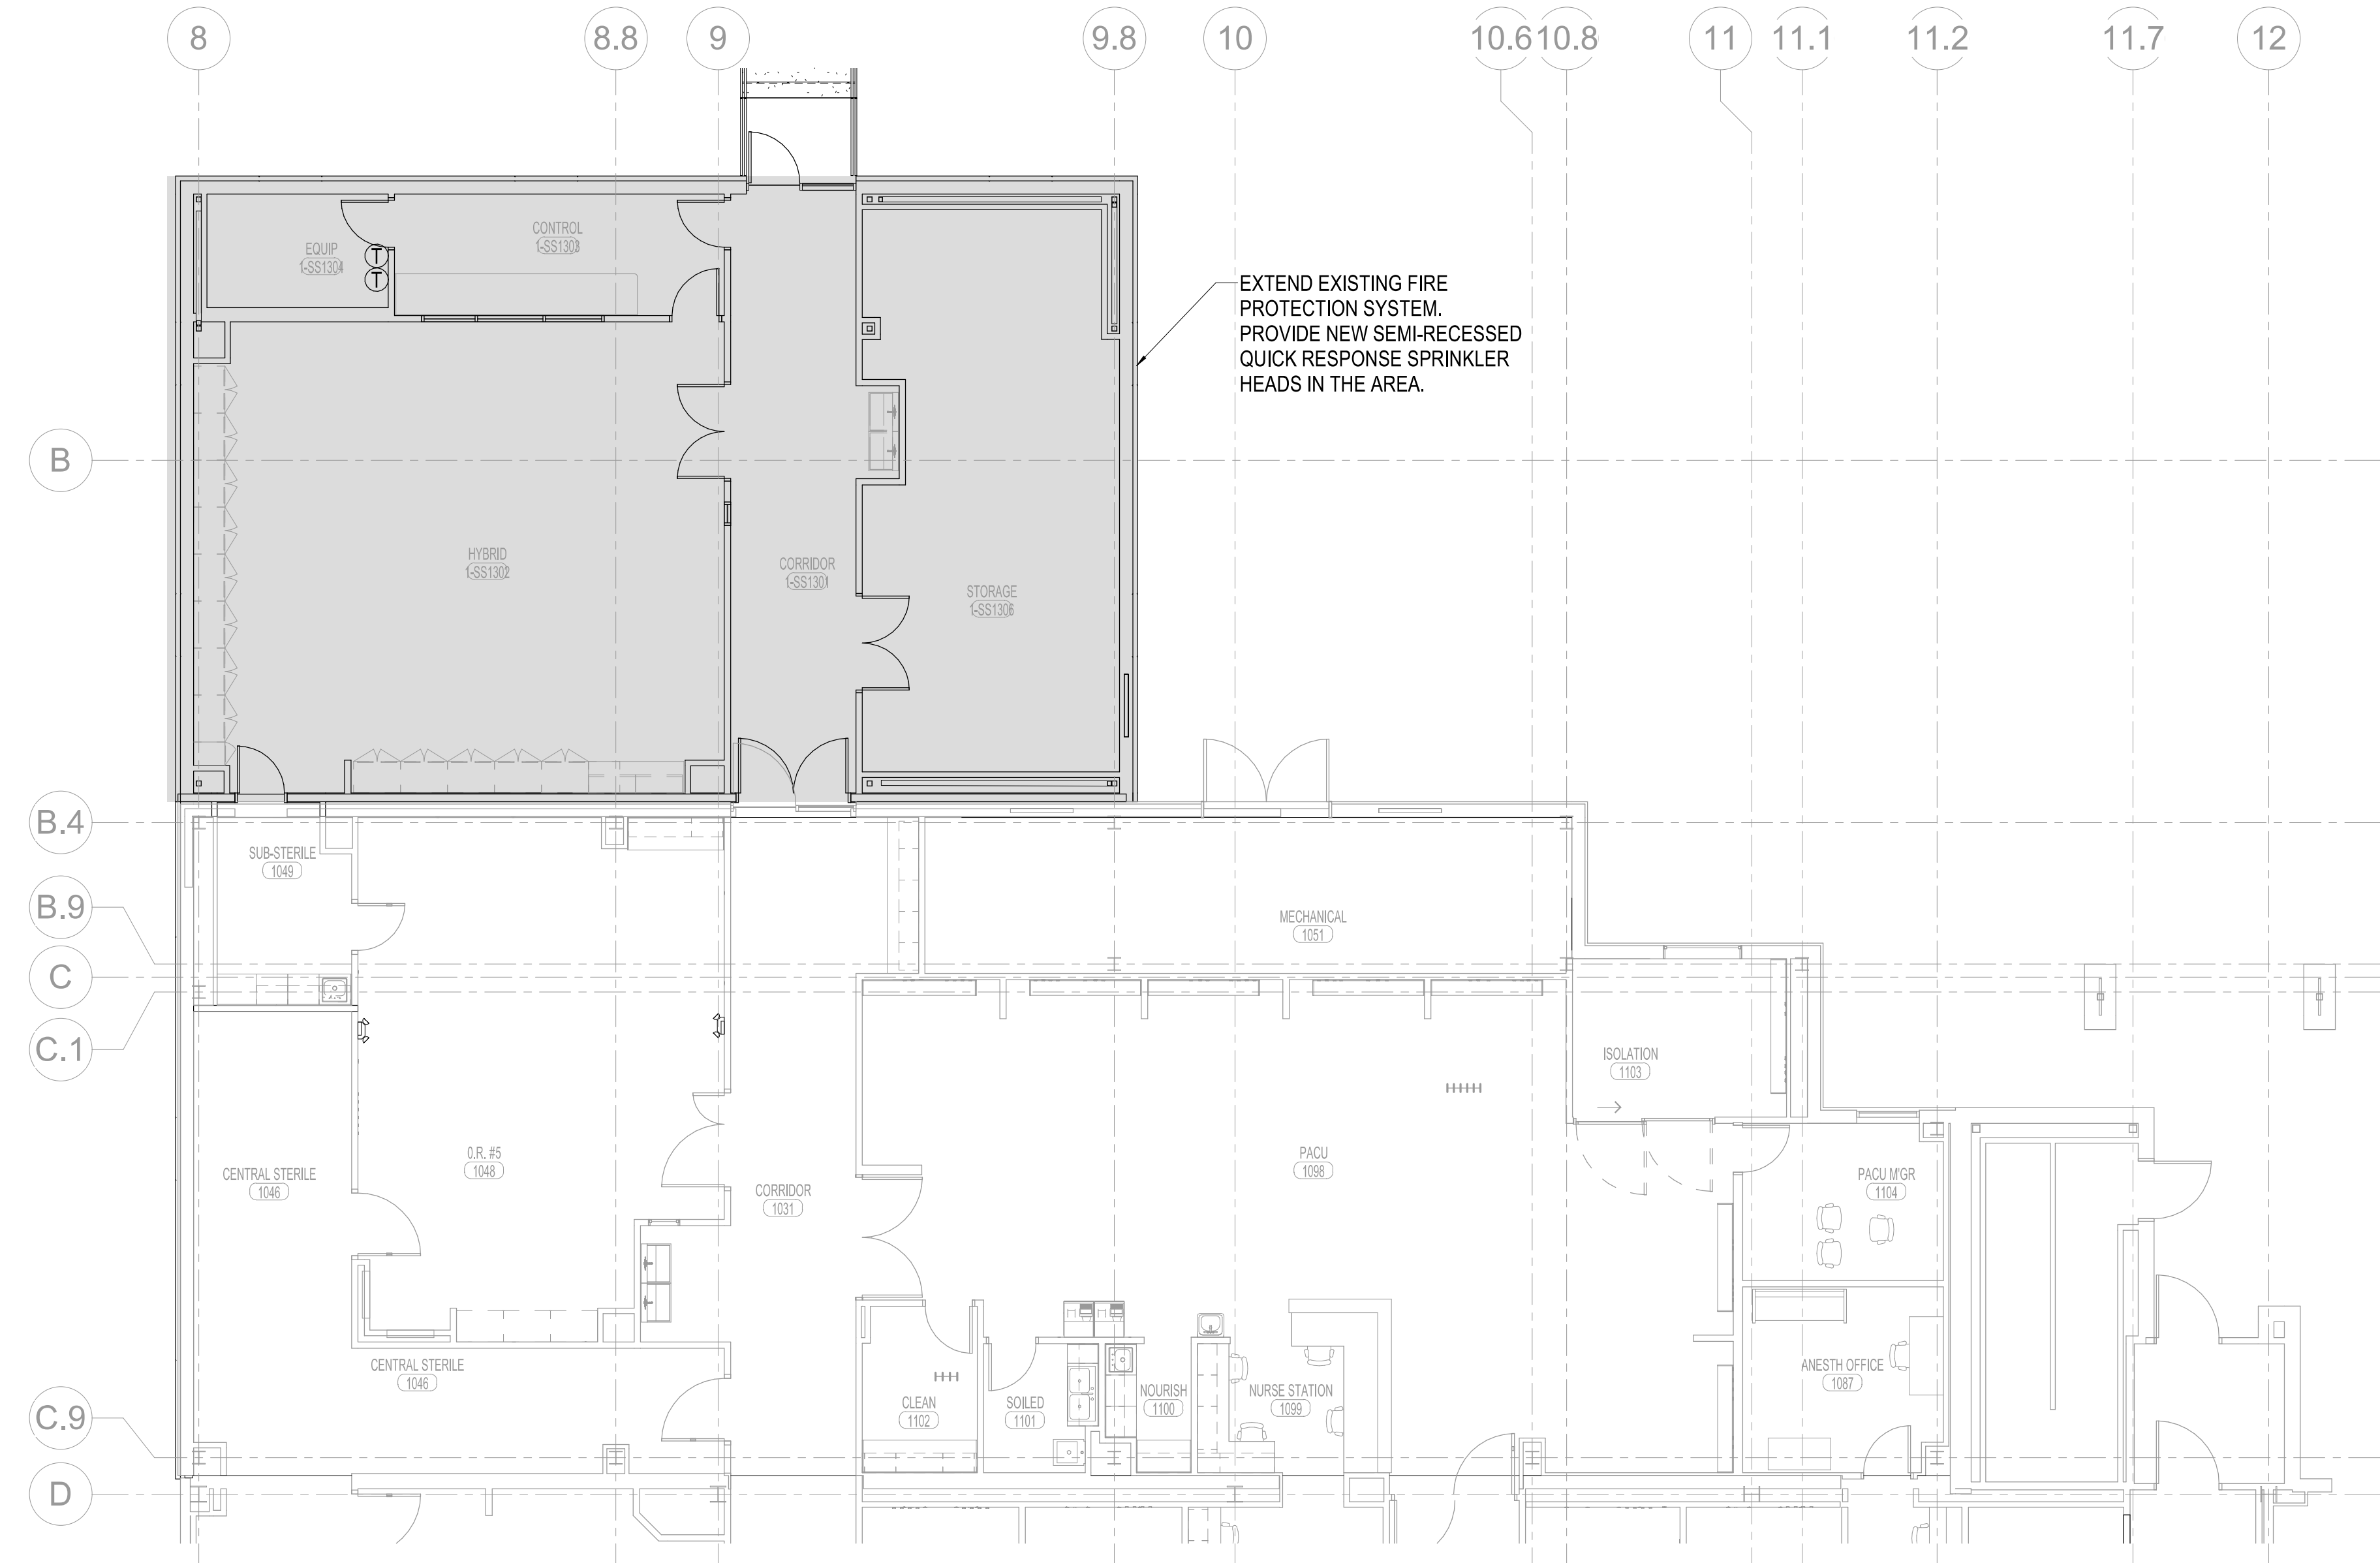 8
8.8
9
9.8
10
10.6
10.8
11
11.1
11.2
11.7
12
EQUIP
1-SS1304
T
T
CONTROL
1-SS1303
EXTEND EXISTING FIRE
PROTECTION SYSTEM.
PROVIDE NEW SEMI-RECESSED
QUICK RESPONSE SPRINKLER
HEADS IN THE AREA.
B
HYBRID
1-SS1302
CORRIDOR
1-SS1301
STORAGE
1-SS1306
B.4
SUB-STERILE
1049
B.9
MECHANICAL
1051
C
C.1
ISOLATION
1103
CENTRAL STERILE
1046
O.R. #5
1048
CORRIDOR
1031
PACU
1098
PACU M'GR
1104
CENTRAL STERILE
1046
ANESTH OFFICE
1087
C.9
CLEAN
1102
SOILED
1101
NOURISH
1100
NURSE STATION
1099
D